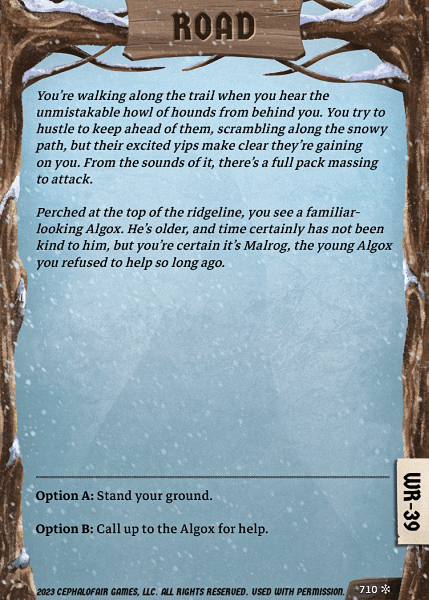 ROAD
You're walking along the trail when you hear the
unmistakable howl of hounds from behind you. You try to
hustle to keep ahead of them, scrambling along the snowy
path, but their excited yips make clear they're gaining
on you. From the sounds of it, there's a full pack massing
to attack.
Perched at the top of the ridgeline, you see a familiar-
looking Algox. He's older, and time certainly has not been
kind to him, but you're certain it's Malrog, the young Algox
you refused to help so long ago.
Option A: Stand your ground.
Option B: Call up to the Algox for help.
WR-39
2023 CEPHALOFAIR GAMES, LLC. ALL RIGHTS RESERVED. USED WITH PERMISSION.
710